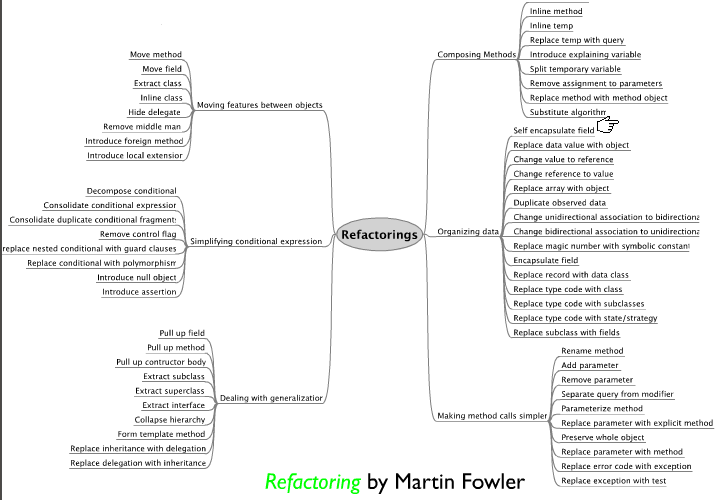 Move method
Move field
Extract class
Inline class
Hide delegate
Remove middle man
Introduce foreign method
Introduce local extension
Moving features between objects
Decompose conditional
Consolidate conditional expression
Consolidate duplicate conditional fragments
Remove control flag
replace nested conditional with guard clauses
Replace conditional with polymorphism
Introduce null object
Introduce assertion
Simplifying conditional expression
Pull up field
Pull up method
Pull up contructor body
Extract subclass
Extract superclass
Extract interface
Collapse hierarchy
Form template method
Replace inheritance with delegation
Replace delegation with inheritance
Dealing with generalization
Refactorings
Composing Methods
Inline method
Inline temp
Replace temp with query
Introduce explaining variable
Split temporary variable
Remove assignment to parameters
Replace method with method object
Substitute algorithm
Organizing data
Self encapsulate field
Replace data value with object
Change value to reference
Change reference to value
Replace array with object
Duplicate observed data
Change unidirectional association to bidirectiona
Change bidirectional association to unidirectiona
Replace magic number with symbolic constant
Encapsulate field
Replace record with data class
Replace type code with class
Replace type code with subclasses
Replace type code with state/strategy
Replace subclass with fields
Making method calls simpler
Rename method
Add parameter
Remove parameter
Separate query from modifier
Parameterize method
Replace parameter with explicit method
Preserve whole object
Replace parameter with method
Replace error code with exception
Replace exception with test
Refactoring by Martin Fowler